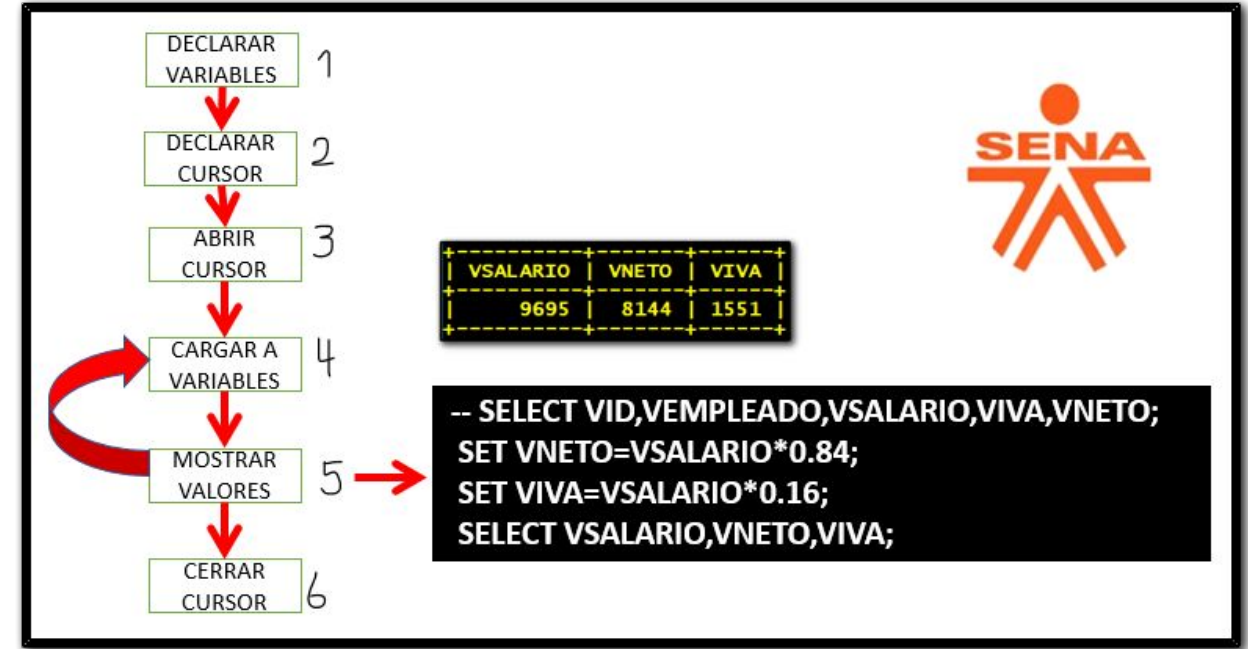 DECLARAR
VARIABLES
1
DECLARAR
CURSOR
2
ABRIR
CURSOR
3
CARGAR A
VARIABLES
4
MOSTRAR
VALORES
5
CERRAR
CURSOR
6
SENA
+-----------+-------+------+
| VSALARIO | VNETO | VIVA |
+-----------+-------+------+
| 9695 | 8144 | 1551 |
+-----------+-------+------+
-- SELECT VID,VEMPLEADO,VSALARIO,VIVA,VNETO;
SET VNETO=VSALARIO*0.84;
SET VIVA=VSALARIO*0.16;
SELECT VSALARIO,VNETO,VIVA;